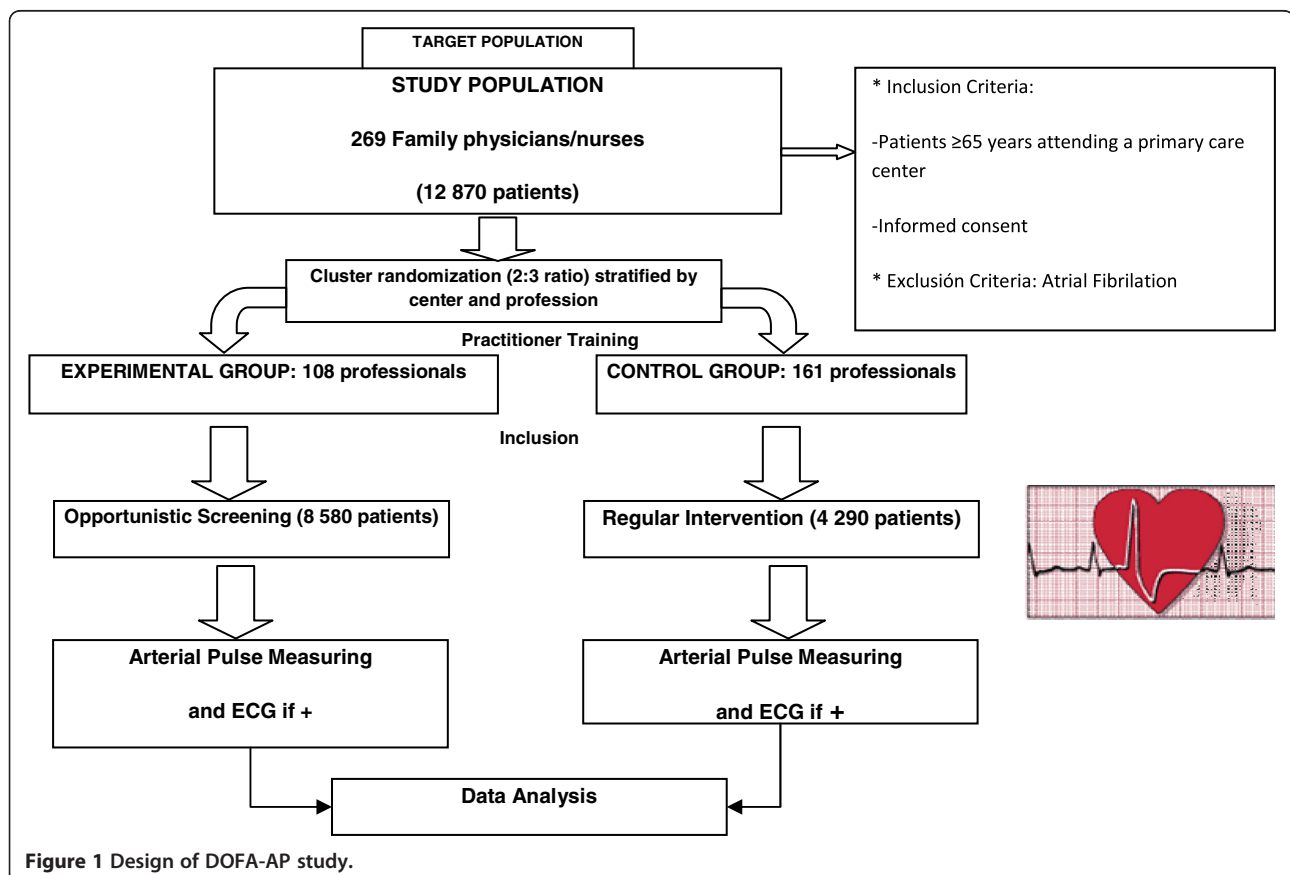 TARGET POPULATION
STUDY POPULATION
269 Family physicians/nurses
(12 870 patients)
* Inclusion Criteria:
-Patients ≥65 years attending a primary care
center
-Informed consent
* Exclusión Criteria: Atrial Fibrilation
Cluster randomization (2:3 ratio) stratified by
center and profession
Practitioner Training
EXPERIMENTAL GROUP: 108 professionals
CONTROL GROUP: 161 professionals
Inclusion
Opportunistic Screening (8 580 patients)
Regular Intervention (4 290 patients)
Arterial Pulse Measuring
and ECG if +
Arterial Pulse Measuring
and ECG if +
Data Analysis
Figure 1 Design of DOFA-AP study.